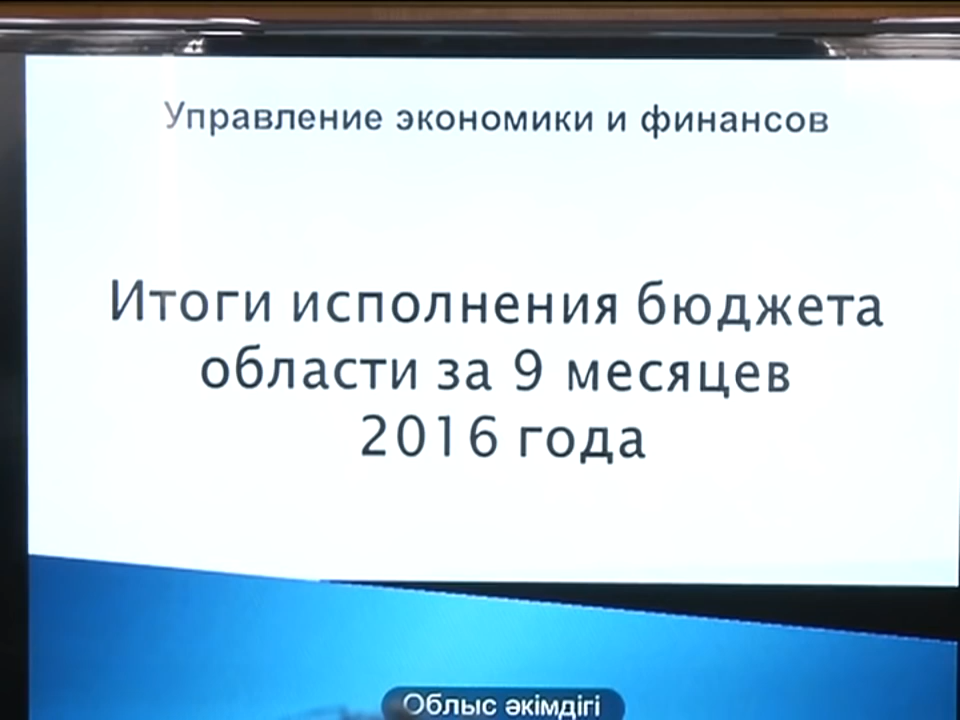 Управление экономики и финансов
Итоги исполнения бюджета
области за 9 месяцев
2016 года
Облыс әкімдігі